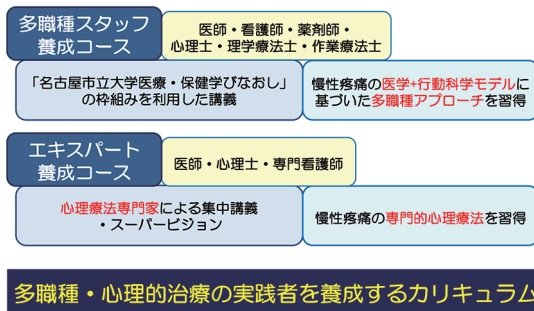 多職種スタッフ
養成コース
医師・看護師・薬剤師・
心理士・理学療法士・作業療法士
「名古屋市立大学医療・保健学びなおし」
の枠組みを利用した講義
慢性疼痛の医学+行動科学モデルに
基づいた多職種アプローチを習得
エキスパート
養成コース
医師・心理士・専門看護師
心理療法専門家による集中講義
・スーパービジョン
慢性疼痛の専門的心理療法を習得
多職種・心理的治療の実践者を養成するカリキュラム